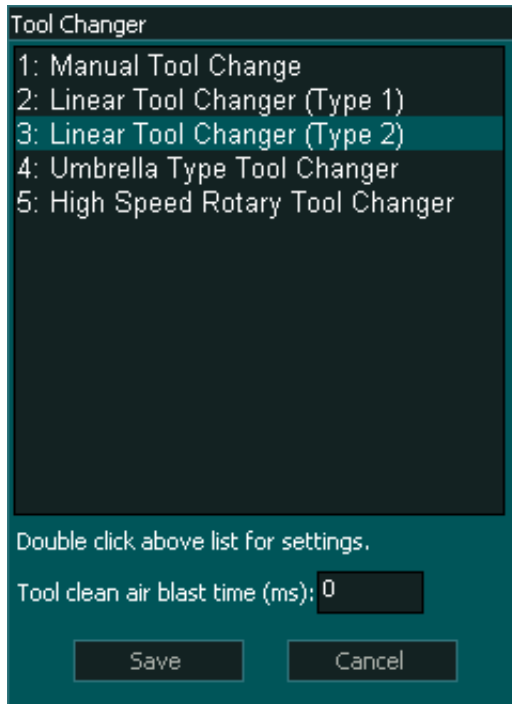 Tool Changer
1: Manual Tool Change
2: Linear Tool Changer (Type 1)
3: Linear Tool Changer (Type 2)
4: Umbrella Type Tool Changer
5: High Speed Rotary Tool Changer
Double click above list for settings.
Tool clean air blast time (ms): 0
Save Cancel